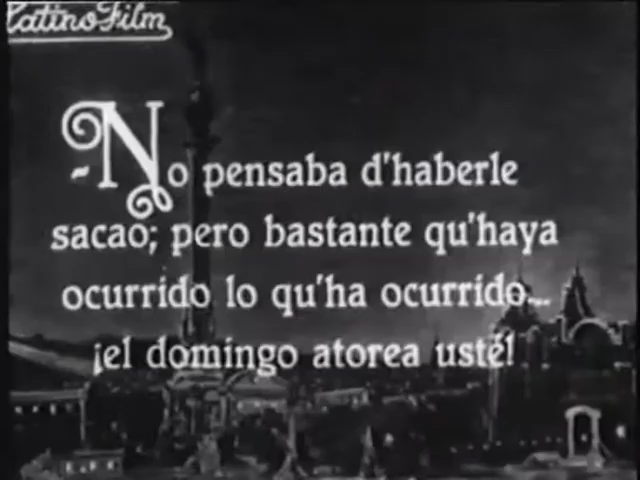 Latino Film
-No pensaba d'haberle
sacao; pero bastante qu'haya
ocurrido lo qu'ha ocurrido...
¡el domingo atorea usté!